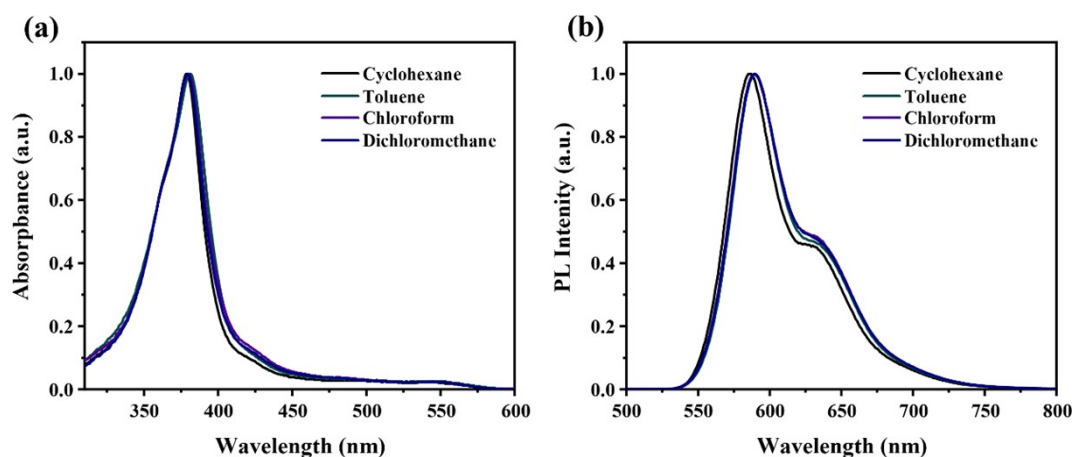 (a)
Absorpbance (a.u.)
1.0
0.8
0.6
0.4
0.2
0.0
Cyclohexane
Toluene
Chloroform
Dichloromethane
350 400 450 500 550 600
Wavelength (nm)
(b)
PL Intenity (a.u.)
1.0
0.8
0.6
0.4
0.2
0.0
Cyclohexane
Toluene
Chloroform
Dichloromethane
500 550 600 650 700 750 800
Wavelength (nm)